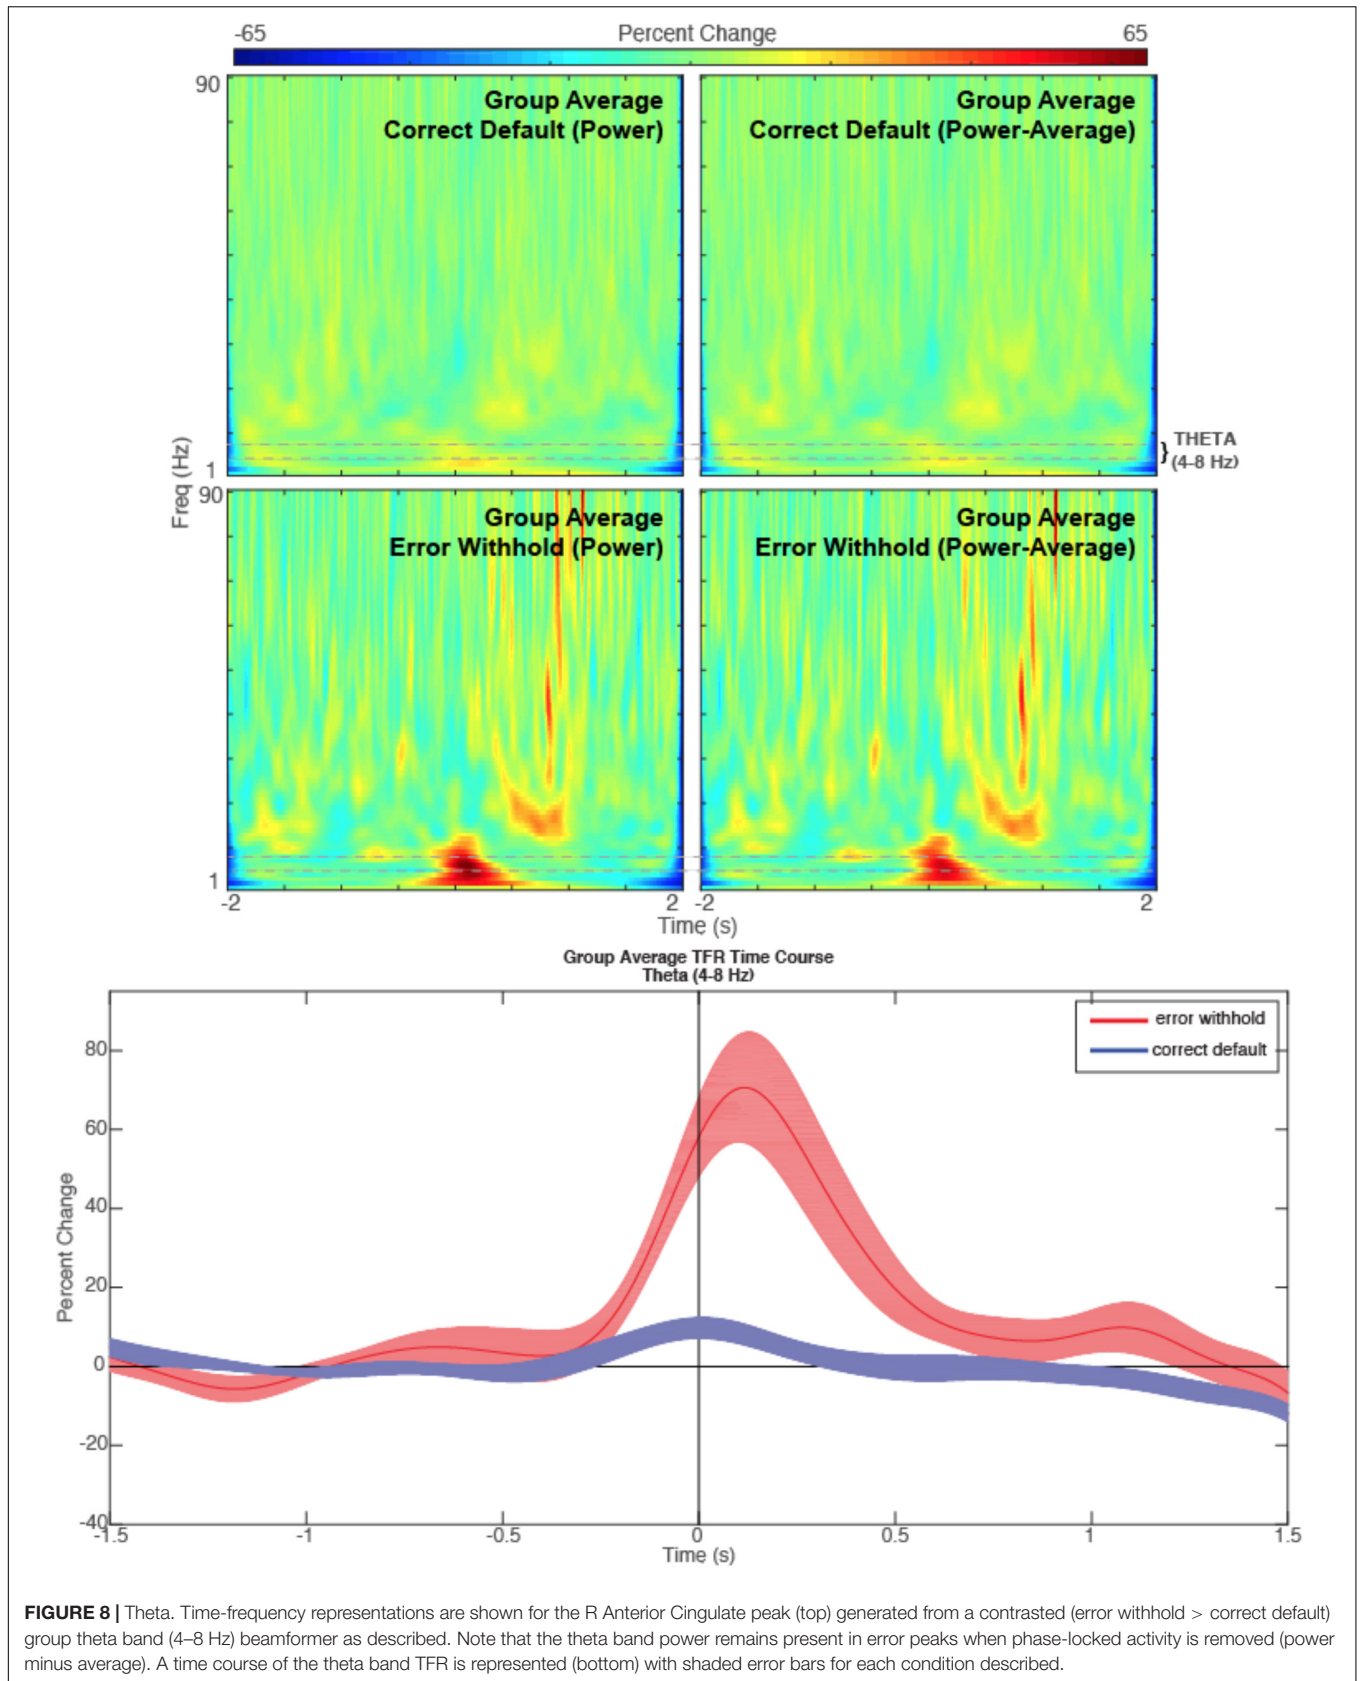 -65 Percent Change 65
90
Group Average
Correct Default (Power)
Group Average
Correct Default (Power-Average)
THETA
(4-8 Hz)
}
Freq (Hz)
1
90
Group Average
Error Withhold (Power)
Group Average
Error Withhold (Power-Average)
1
-2 2 -2 2
Time (s)
Group Average TFR Time Course
Theta (4-8 Hz)
error withhold
correct default
Percent Change
80
60
40
20
0
-20
-40
-1.5 -1 -0.5 0 0.5 1 1.5
Time (s)
FIGURE 8 | Theta. Time-frequency representations are shown for the R Anterior Cingulate peak (top) generated from a contrasted (error withhold > correct default)
group theta band (4–8 Hz) beamformer as described. Note that the theta band power remains present in error peaks when phase-locked activity is removed (power
minus average). A time course of the theta band TFR is represented (bottom) with shaded error bars for each condition described.